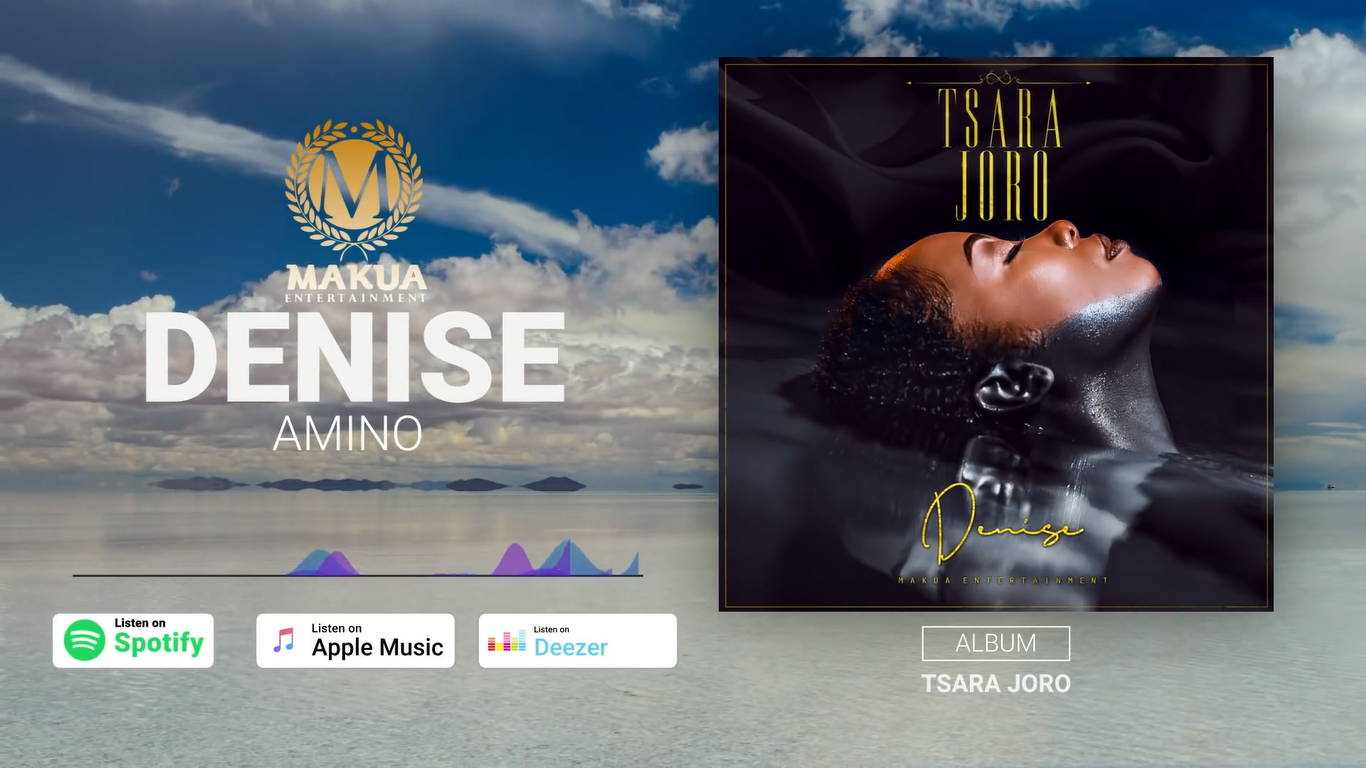 M
MAKUA
ENTERTAINMENT
DENISE
AMINO
Listen on
Spotify
Listen on
Apple Music
Listen on
Deezer
TSARA
JORO
Denise
MAKUA ENTERTAINMENT
ALBUM
TSARA JORO